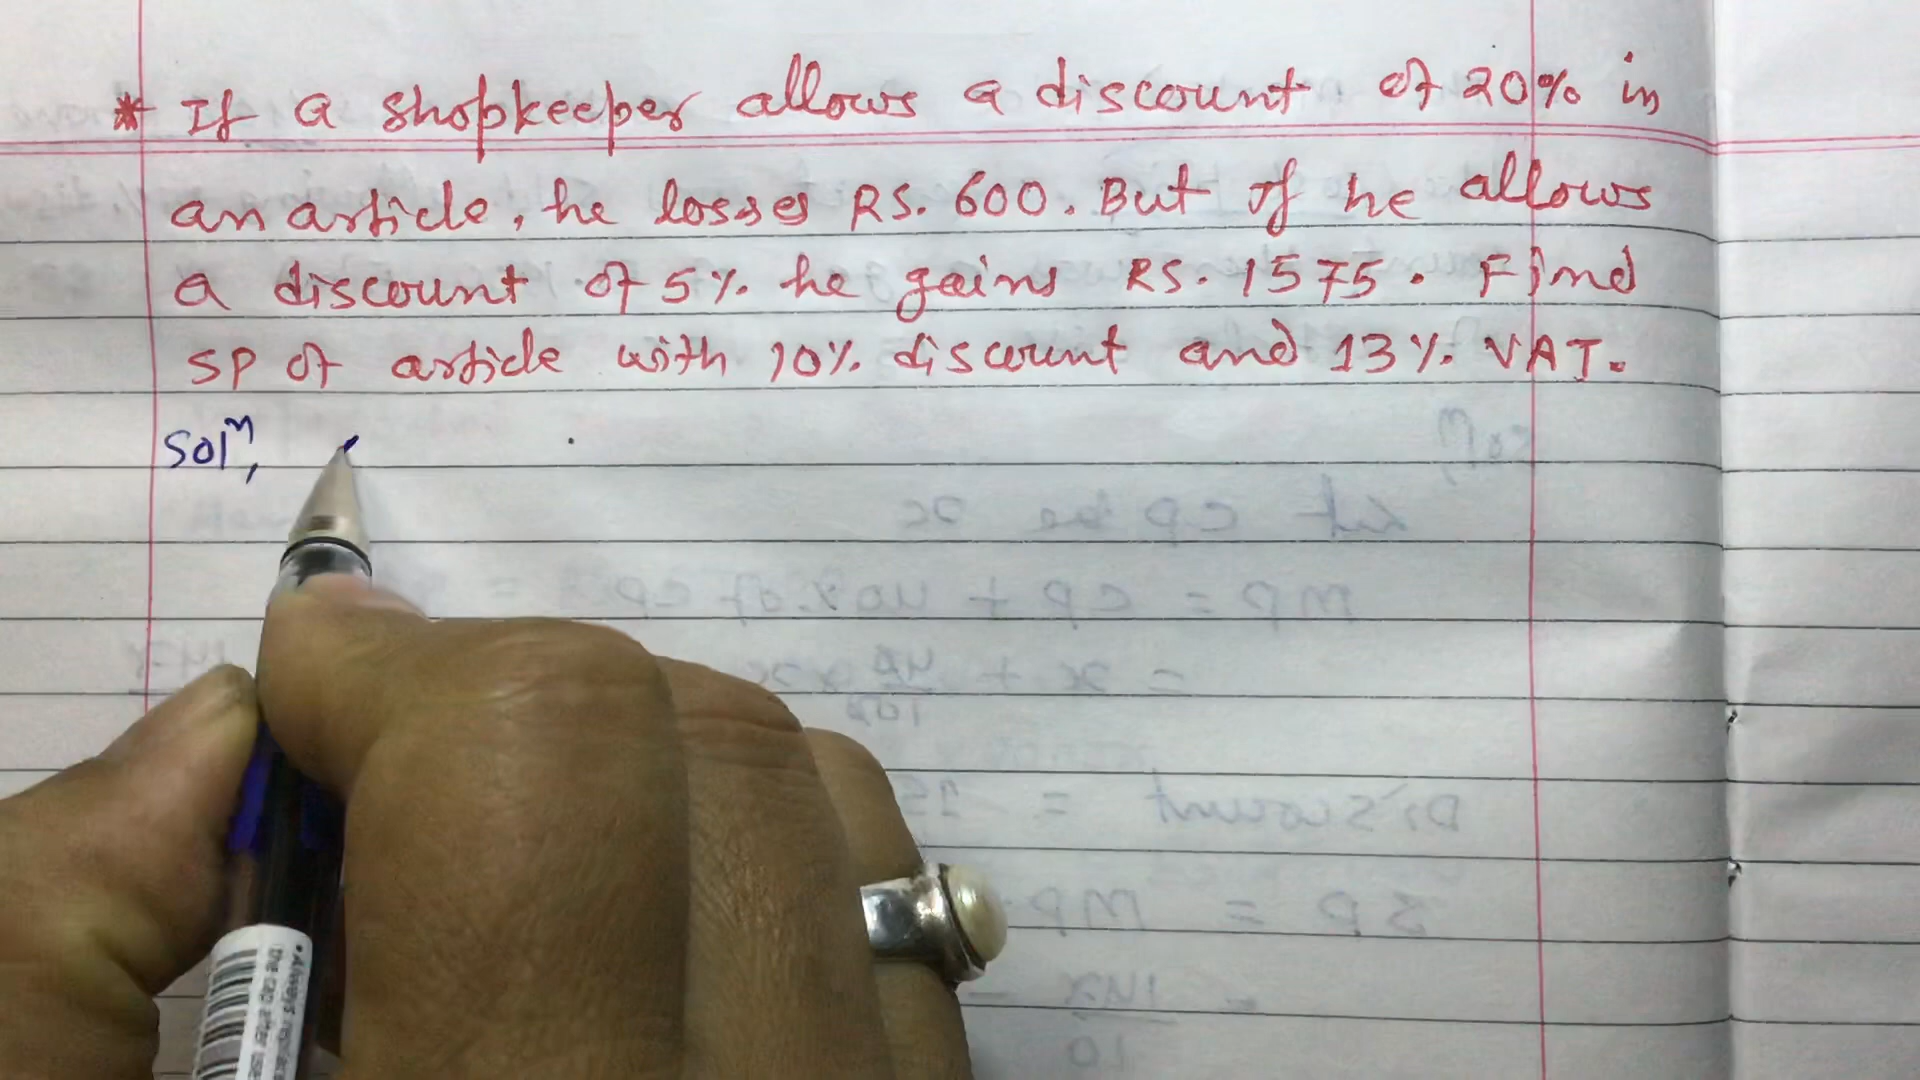 * If a shopkeeper allows a discount of 20% in
an article, he losses RS. 600. But if he allows
a discount of 5% he gains RS. 1575. Find
SP of article with 10% discount and 13% VAT.
Solⁿ,